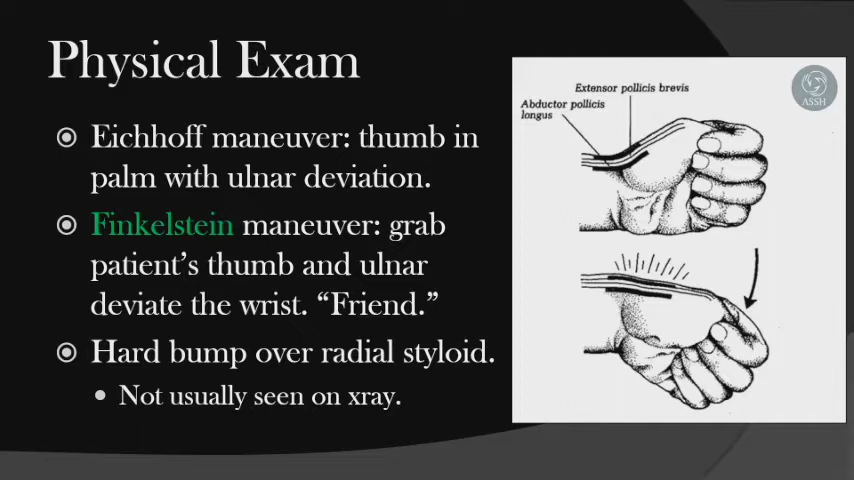 Physical Exam
Eichhoff maneuver: thumb in
palm with ulnar deviation.
Finkelstein maneuver: grab
patient's thumb and ulnar
deviate the wrist. “Friend.”
Hard bump over radial styloid.
Not usually seen on xray.
Extensor pollicis brevis
Abductor pollicis
longus
ASSH